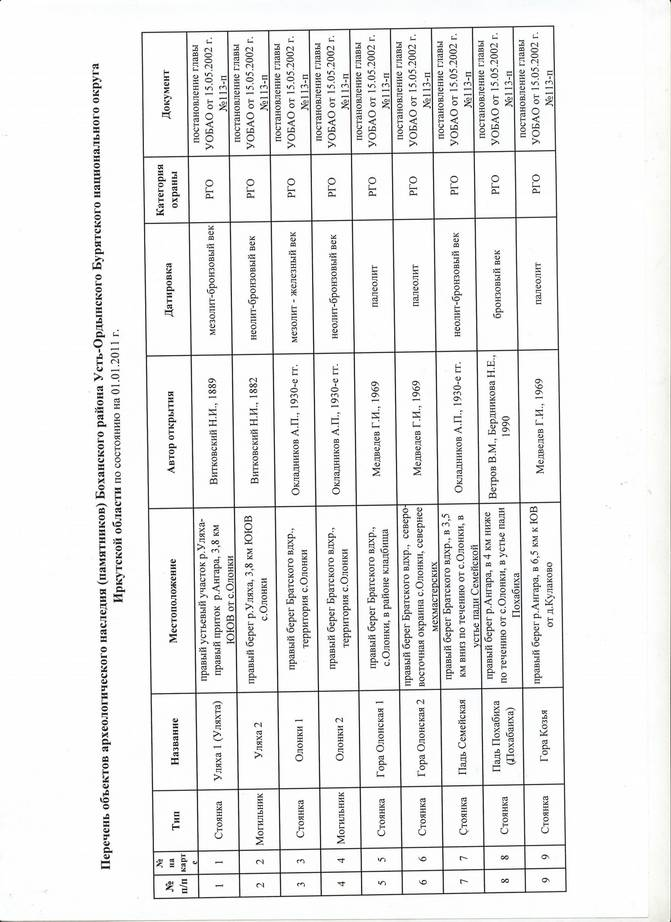 Перечень объектов археологического наследия (памятников) Боханского района Усть-Ордынского Бурятского национального округа
Иркутской области по состоянию на 01.01.2011 г.
№ п/п | № на карте | Тип | Название | Местоположение | Автор открытия | Датировка | Категория охраны | Документ
1 | 1 | Стоянка | Уляха 1 (Уляхта) | правый устьевый участок р.Уляха- правый приток р.Ангара, 3,8 км ЮЮВ от с.Олонки | Витковский Н.И., 1889 | мезолит-бронзовый век | РГО | постановление главы УОБАО от 15.05.2002 г. №113-п
2 | 2 | Могильник | Уляха 2 | правый берег р.Уляха, 3,8 км ЮЮВ с.Олонки | Витковский Н.И., 1882 | неолит-бронзовый век | РГО | постановление главы УОБАО от 15.05.2002 г. №113-п
3 | 3 | Стоянка | Олонки 1 | правый берег Братского вдхр., территория с.Олонки | Окладников А.П., 1930-е гг. | мезолит - железный век | РГО | постановление главы УОБАО от 15.05.2002 г. №113-п
4 | 4 | Могильник | Олонки 2 | правый берег Братского вдхр., территория с.Олонки | Окладников А.П., 1930-е гг. | неолит-бронзовый век | РГО | постановление главы УОБАО от 15.05.2002 г. №113-п
5 | 5 | Стоянка | Гора Олонская 1 | правый берег Братского вдхр., с.Олонки, в районе кладбища | Медведев Г.И., 1969 | палеолит | РГО | постановление главы УОБАО от 15.05.2002 г. №113-п
6 | 6 | Стоянка | Гора Олонская 2 | правый берег Братского вдхр., северо-восточная окраина с.Олонки, севернее мехмастерских | Медведев Г.И., 1969 | палеолит | РГО | постановление главы УОБАО от 15.05.2002 г. №113-п
7 | 7 | Стоянка | Падь Семейская | правый берег Братского вдхр., в 3,5 км вниз по течению от с.Олонки, в устье пади Семейской | Окладников А.П., 1930-е гг. | неолит-бронзовый век | РГО | постановление главы УОБАО от 15.05.2002 г. №113-п
8 | 8 | Стоянка | Падь Похабиха (Похабаиха) | правый берег р.Ангара, в 4 км ниже по течению от с.Олонки, в устье пади Похабиха | Ветров В.М., Бердникова Н.Е., 1990 | бронзовый век | РГО | постановление главы УОБАО от 15.05.2002 г. №113-п
9 | 9 | Стоянка | Гора Козья | правый берег р.Ангара, в 6,5 км к ЮВ от д.Кулаково | Медведев Г.И., 1969 | палеолит | РГО | постановление главы УОБАО от 15.05.2002 г. №113-п